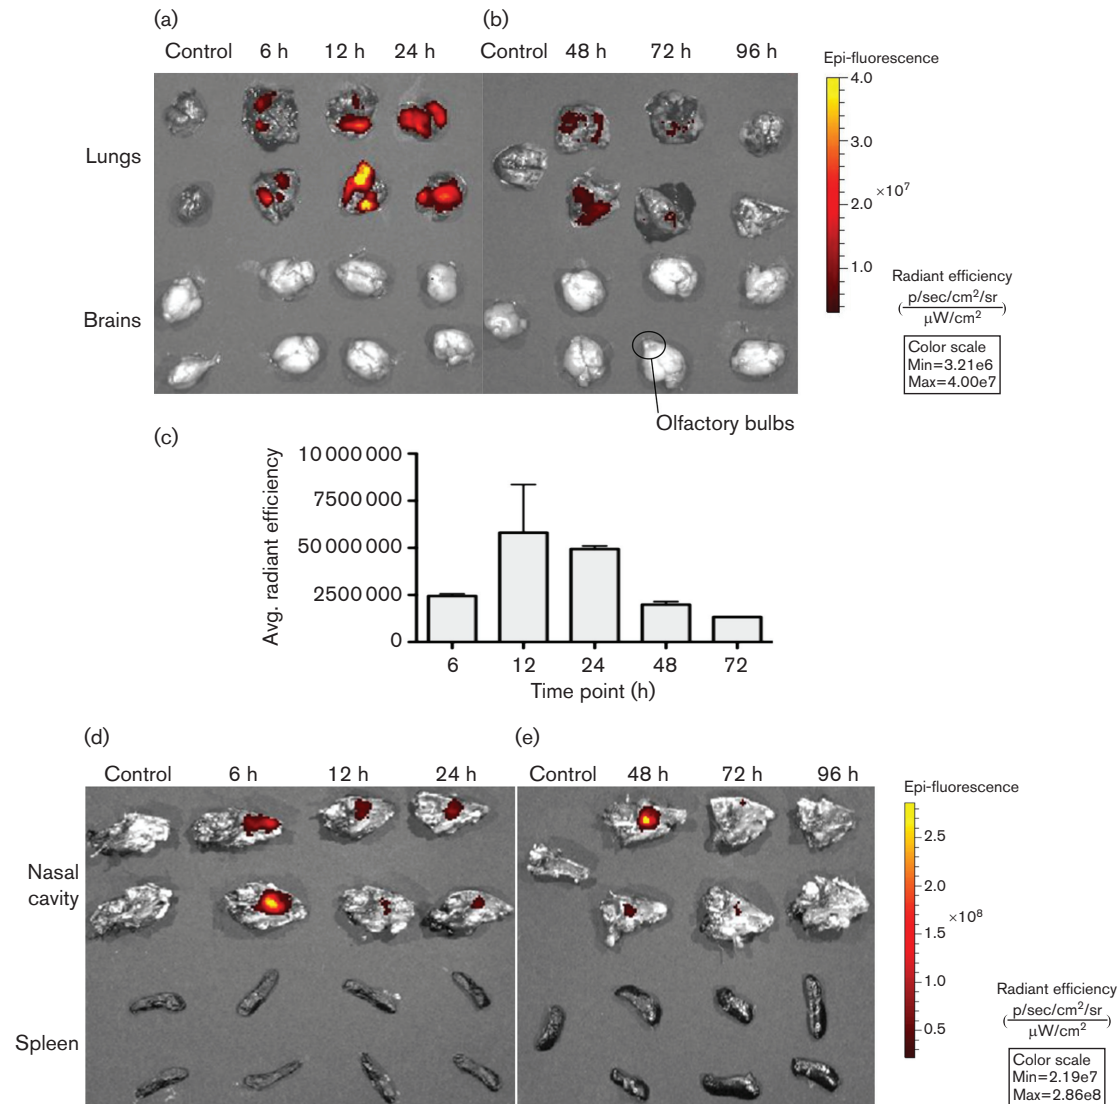 (a)
Control 6 h 12 h 24 h
(b)
Control 48 h 72 h 96 h
Lungs
Brains
Epi-fluorescence
4.0
3.0
2.0
1.0
×10⁷
Radiant efficiency
(p/sec/cm²/sr
µW/cm²)
Color scale
Min=3.21e6
Max=4.00e7
Olfactory bulbs
(c)
Avg. radiant efficiency
10 000 000
7500 000
50 000 000
2500 000
0
6 12 24 48 72
Time point (h)
(d)
Control 6 h 12 h 24 h
(e)
Control 48 h 72 h 96 h
Nasal
cavity
Spleen
Epi-fluorescence
2.5
2.0
1.5
1.0
0.5
×10⁸
Radiant efficiency
(p/sec/cm²/sr
µW/cm²)
Color scale
Min=2.19e7
Max=2.86e8